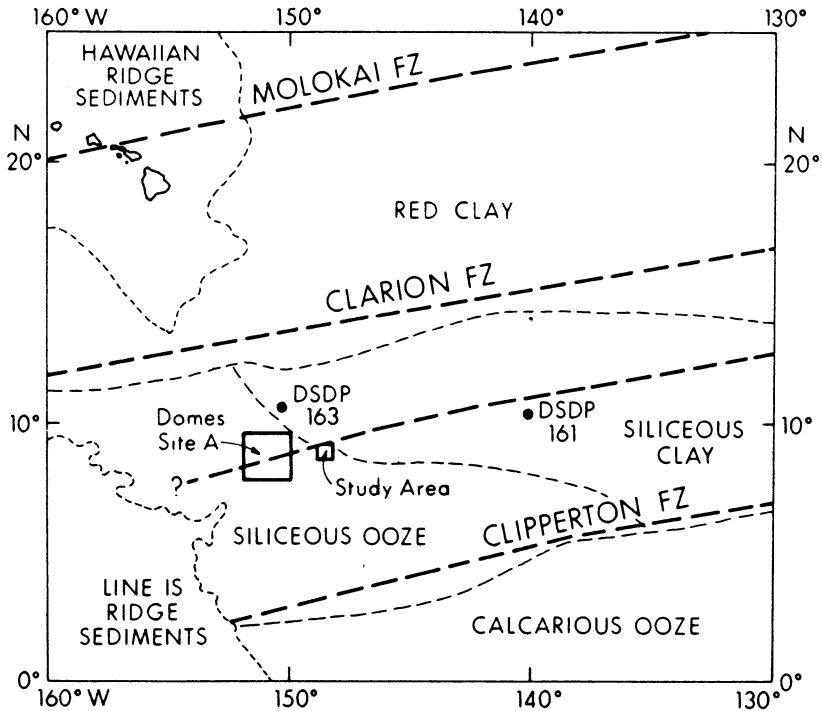 160° W 150° 140° 130°
HAWAIIAN
RIDGE
SEDIMENTS
MOLOKAI FZ
N N
20° 20°
RED CLAY
CLARION FZ
DSDP
163
DSDP
161
10° 10°
Domes
Site A
SILICEOUS
CLAY
?
Study Area
CLIPPERTON FZ
SILICEOUS OOZE
LINE IS
RIDGE
SEDIMENTS
CALCARIOUS OOZE
0° 0°
160° W 150° 140° 130°